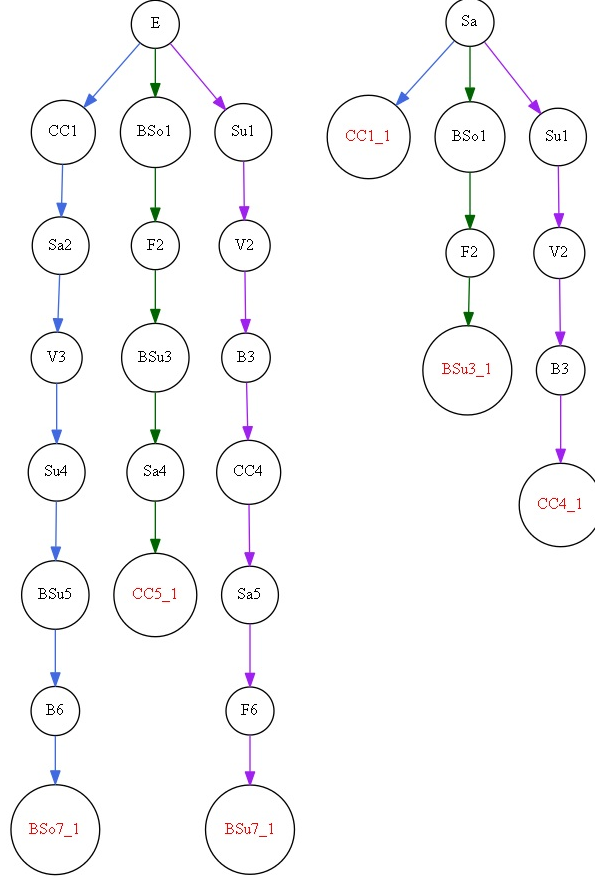 E
Sa
CC1
BSo1
Su1
CC1_1
BSo1
Su1
Sa2
F2
V2
F2
V2
V3
BSu3
B3
BSu3_1
B3
Su4
Sa4
CC4
CC4_1
BSu5
CC5_1
Sa5
B6
F6
BSo7_1
BSu7_1